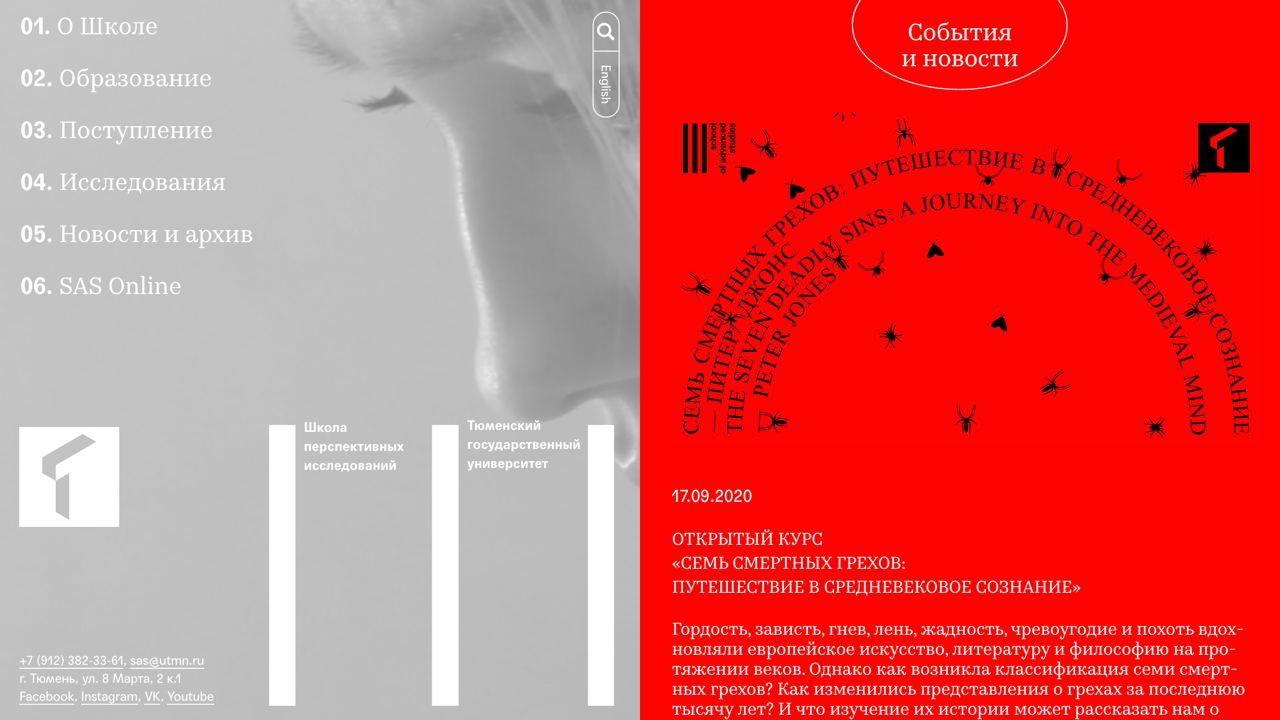 01. О Школе
02. Образование
03. Поступление
04. Исследования
05. Новости и архив
06. SAS Online
English
Школа
перспективных
исследований
Тюменский
государственный
университет
+7 (912) 382-33-61, sas@utmn.ru
г. Тюмень, ул. 8 Марта, 2 к.1
Facebook, Instagram, VK, Youtube
События
и новости
school
of advanced
studies
СЕМЬ СМЕРТНЫХ ГРЕХОВ: ПУТЕШЕСТВИЕ В СРЕДНЕВЕКОВОЕ СОЗНАНИЕ
— ПИТЕР ДЖОНС
THE SEVEN DEADLY SINS: A JOURNEY INTO THE MEDIEVAL MIND
PETER JONES
17.09.2020
ОТКРЫТЫЙ КУРС
«СЕМЬ СМЕРТНЫХ ГРЕХОВ:
ПУТЕШЕСТВИЕ В СРЕДНЕВЕКОВОЕ СОЗНАНИЕ»
Гордость, зависть, гнев, лень, жадность, чревоугодие и похоть вдох-
новляли европейское искусство, литературу и философию на про-
тяжении веков. Однако как возникла классификация семи смерт-
ных грехов? Как изменились представления о грехах за последнюю
тысячу лет? И что изучение их истории может рассказать нам о